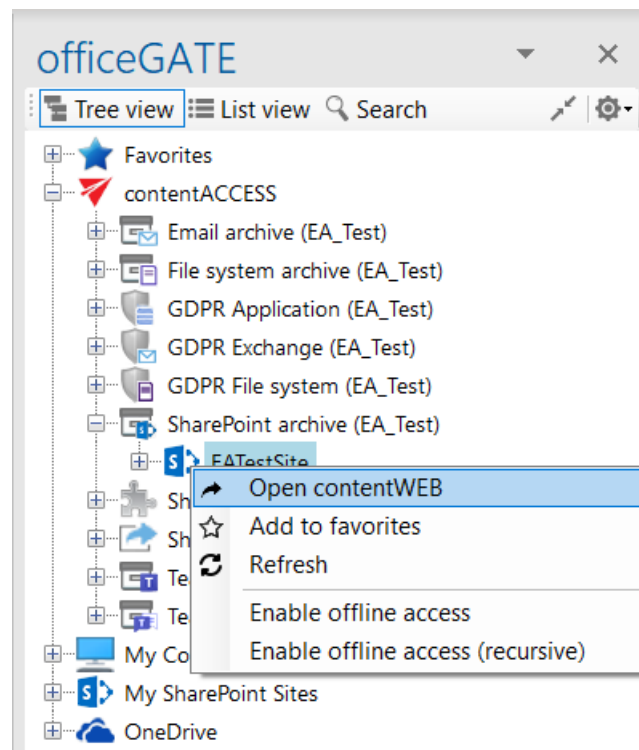 officeGATE
Tree view List view Search
Favorites
contentACCESS
Email archive (EA_Test)
File system archive (EA_Test)
GDPR Application (EA_Test)
GDPR Exchange (EA_Test)
GDPR File system (EA_Test)
SharePoint archive (EA_Test)
EATestSite
Open contentWEB
Add to favorites
Refresh
Enable offline access
Enable offline access (recursive)
My Co
My SharePoint Sites
OneDrive